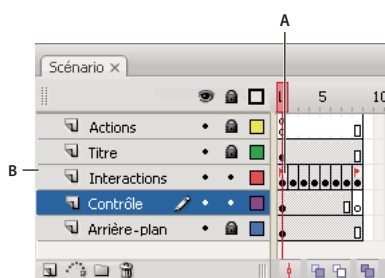 A
Scénario ×
5 10
Actions
Titre
B Interactions
Contrôle
Arrière-plan